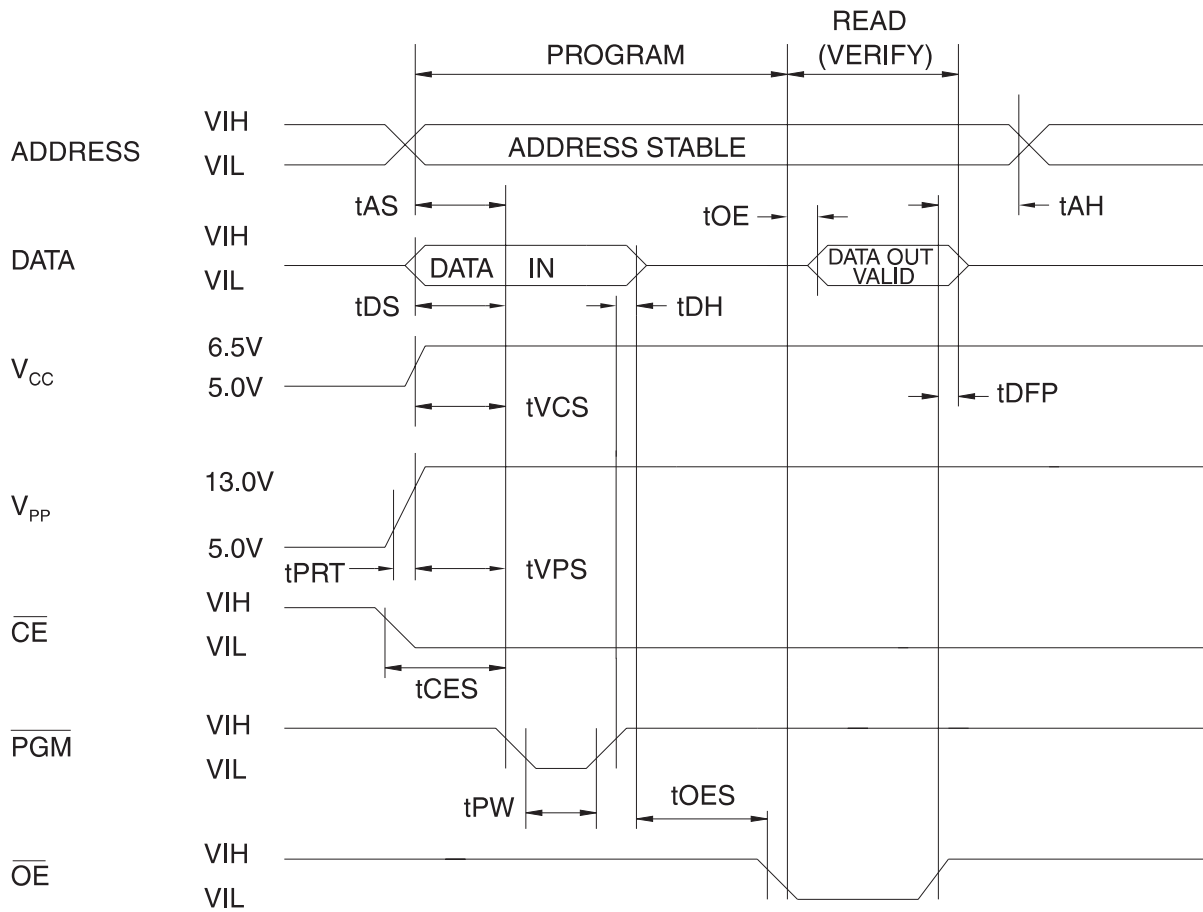 READ
PROGRAM (VERIFY)
ADDRESS VIH ADDRESS STABLE
VIL
tAS tOE tAH
DATA VIH DATA IN DATA OUT
VIL VALID
tDS tDH
VCC 6.5V
5.0V
tVCS tDFP
VPP 13.0V
5.0V
tPRT tVPS
CE VIH
VIL
tCES
PGM VIH
VIL
tPW tOES
OE VIH
VIL